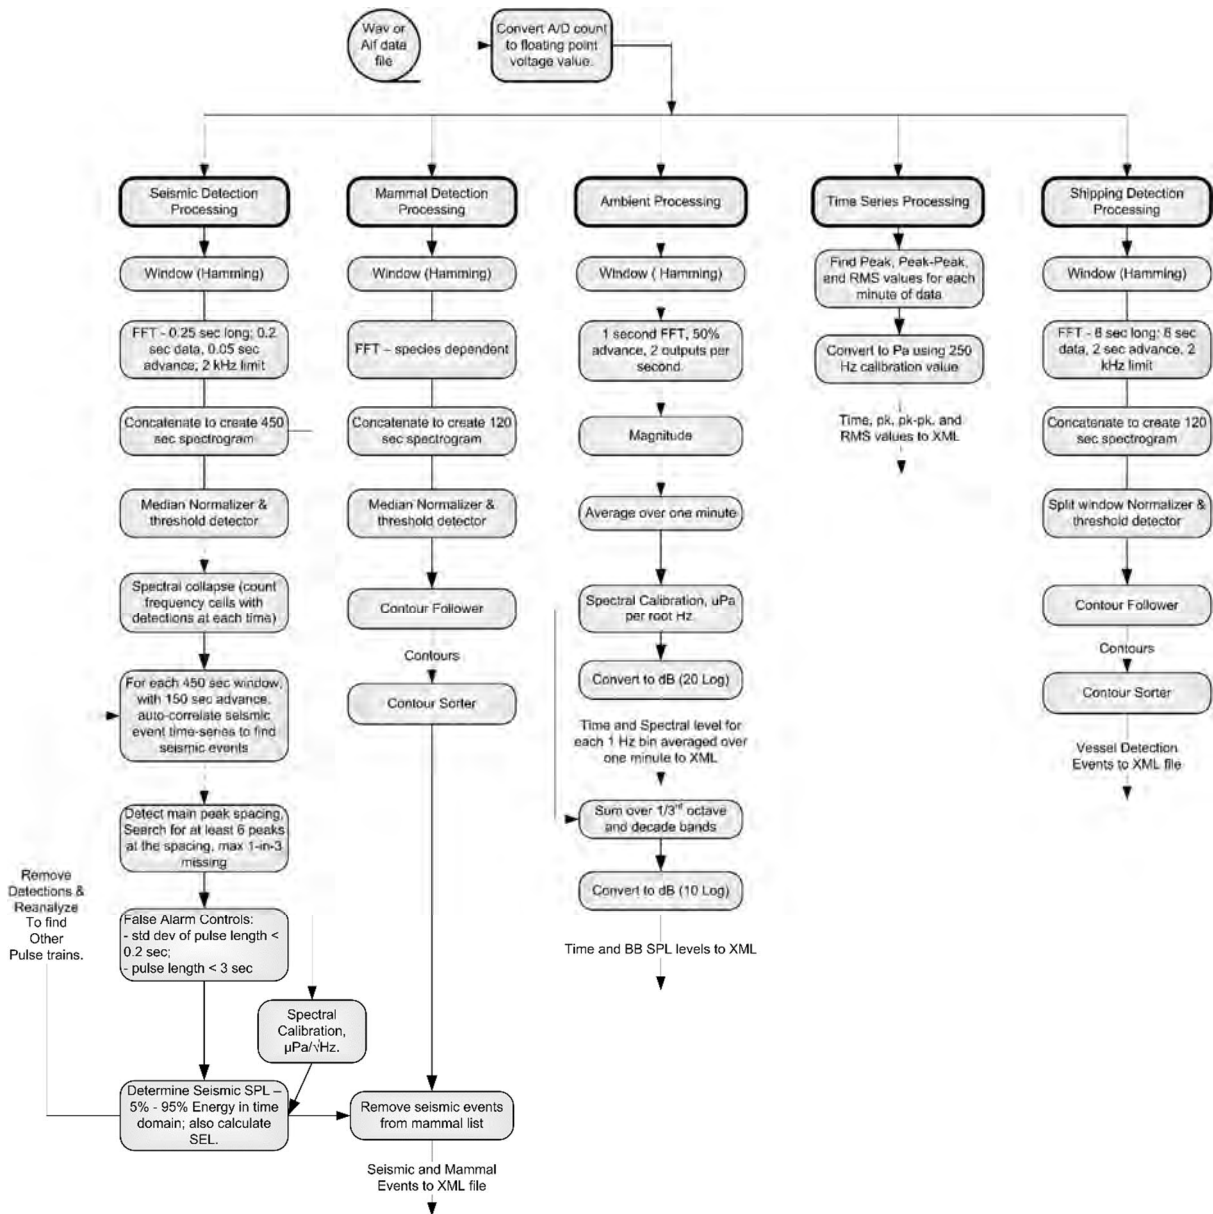 Wav or
Aif data
file
Convert A/D count
to floating point
voltage value.
Seismic Detection
Processing
Window (Hamming)
FFT - 0.25 sec long; 0.2
sec data, 0.05 sec
advance, 2 kHz limit
Concatenate to create 450
sec spectrogram
Median Normalizer &
threshold detector
Spectral collapse (count
frequency cells with
detections at each time)
For each 450 sec window,
with 150 sec advance,
auto-correlate seismic
event time-series to find
seismic events
Detect main peak spacing,
Search for at least 6 peaks
at the spacing, max 1-in-3
missing
False Alarm Controls:
- std dev of pulse length <
0.2 sec;
- pulse length < 3 sec
Remove
Detections &
Reanalyze
To find
Other
Pulse trains.
Spectral
Calibration,
µPa/√Hz.
Determine Seismic SPL –
5% - 95% Energy in time
domain; also calculate
SEL.
Mammal Detection
Processing
Window (Hamming)
FFT – species dependent
Concatenate to create 120
sec spectrogram
Median Normalizer &
threshold detector
Contour Follower
Contours
Contour Sorter
Remove seismic events
from mammal list
Seismic and Mammal
Events to XML file
Ambient Processing
Window ( Hamming)
1 second FFT, 50%
advance, 2 outputs per
second.
Magnitude
Average over one minute
Spectral Calibration, uPa
per root Hz
Convert to dB (20 Log)
Time and Spectral level for
each 1 Hz bin averaged over
one minute to XML
Sum over 1/3rd octave
and decade bands
Convert to dB (10 Log)
Time and BB SPL levels to XML
Time Series Processing
Find Peak, Peak-Peak,
and RMS values for each
minute of data
Convert to Pa using 250
Hz calibration value
Time, pk, pk-pk, and
RMS values to XML
Shipping Detection
Processing
Window (Hamming)
FFT - 8 sec long; 8 sec
data, 2 sec advance, 2
kHz limit
Concatenate to create 120
sec spectrogram
Split window Normalizer &
threshold detector
Contour Follower
Contours
Contour Sorter
Vessel Detection
Events to XML file